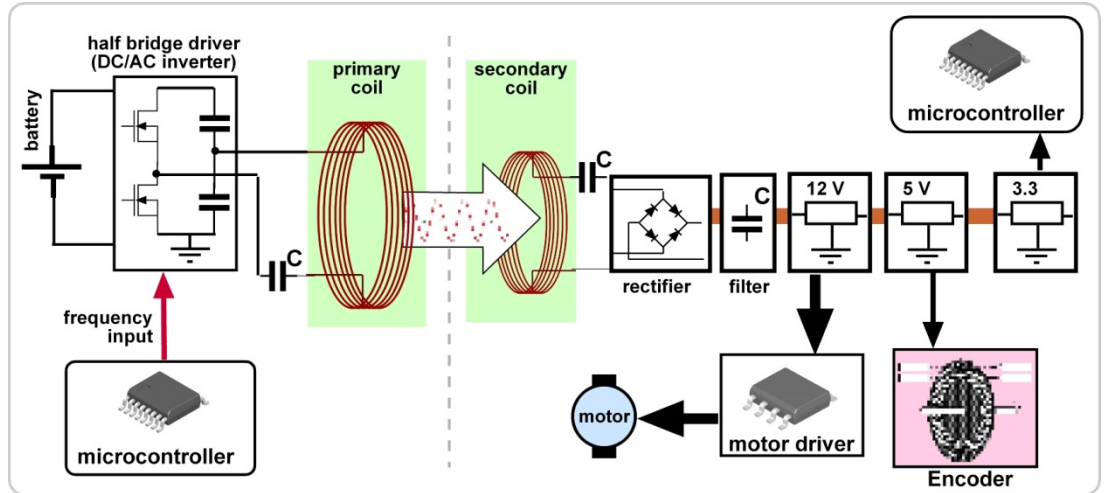 half bridge driver
(DC/AC inverter)
battery
primary
coil
secondary
coil
C
C
frequency
input
microcontroller
rectifier
C
filter
12 V
5 V
3.3
microcontroller
motor
motor driver
Encoder